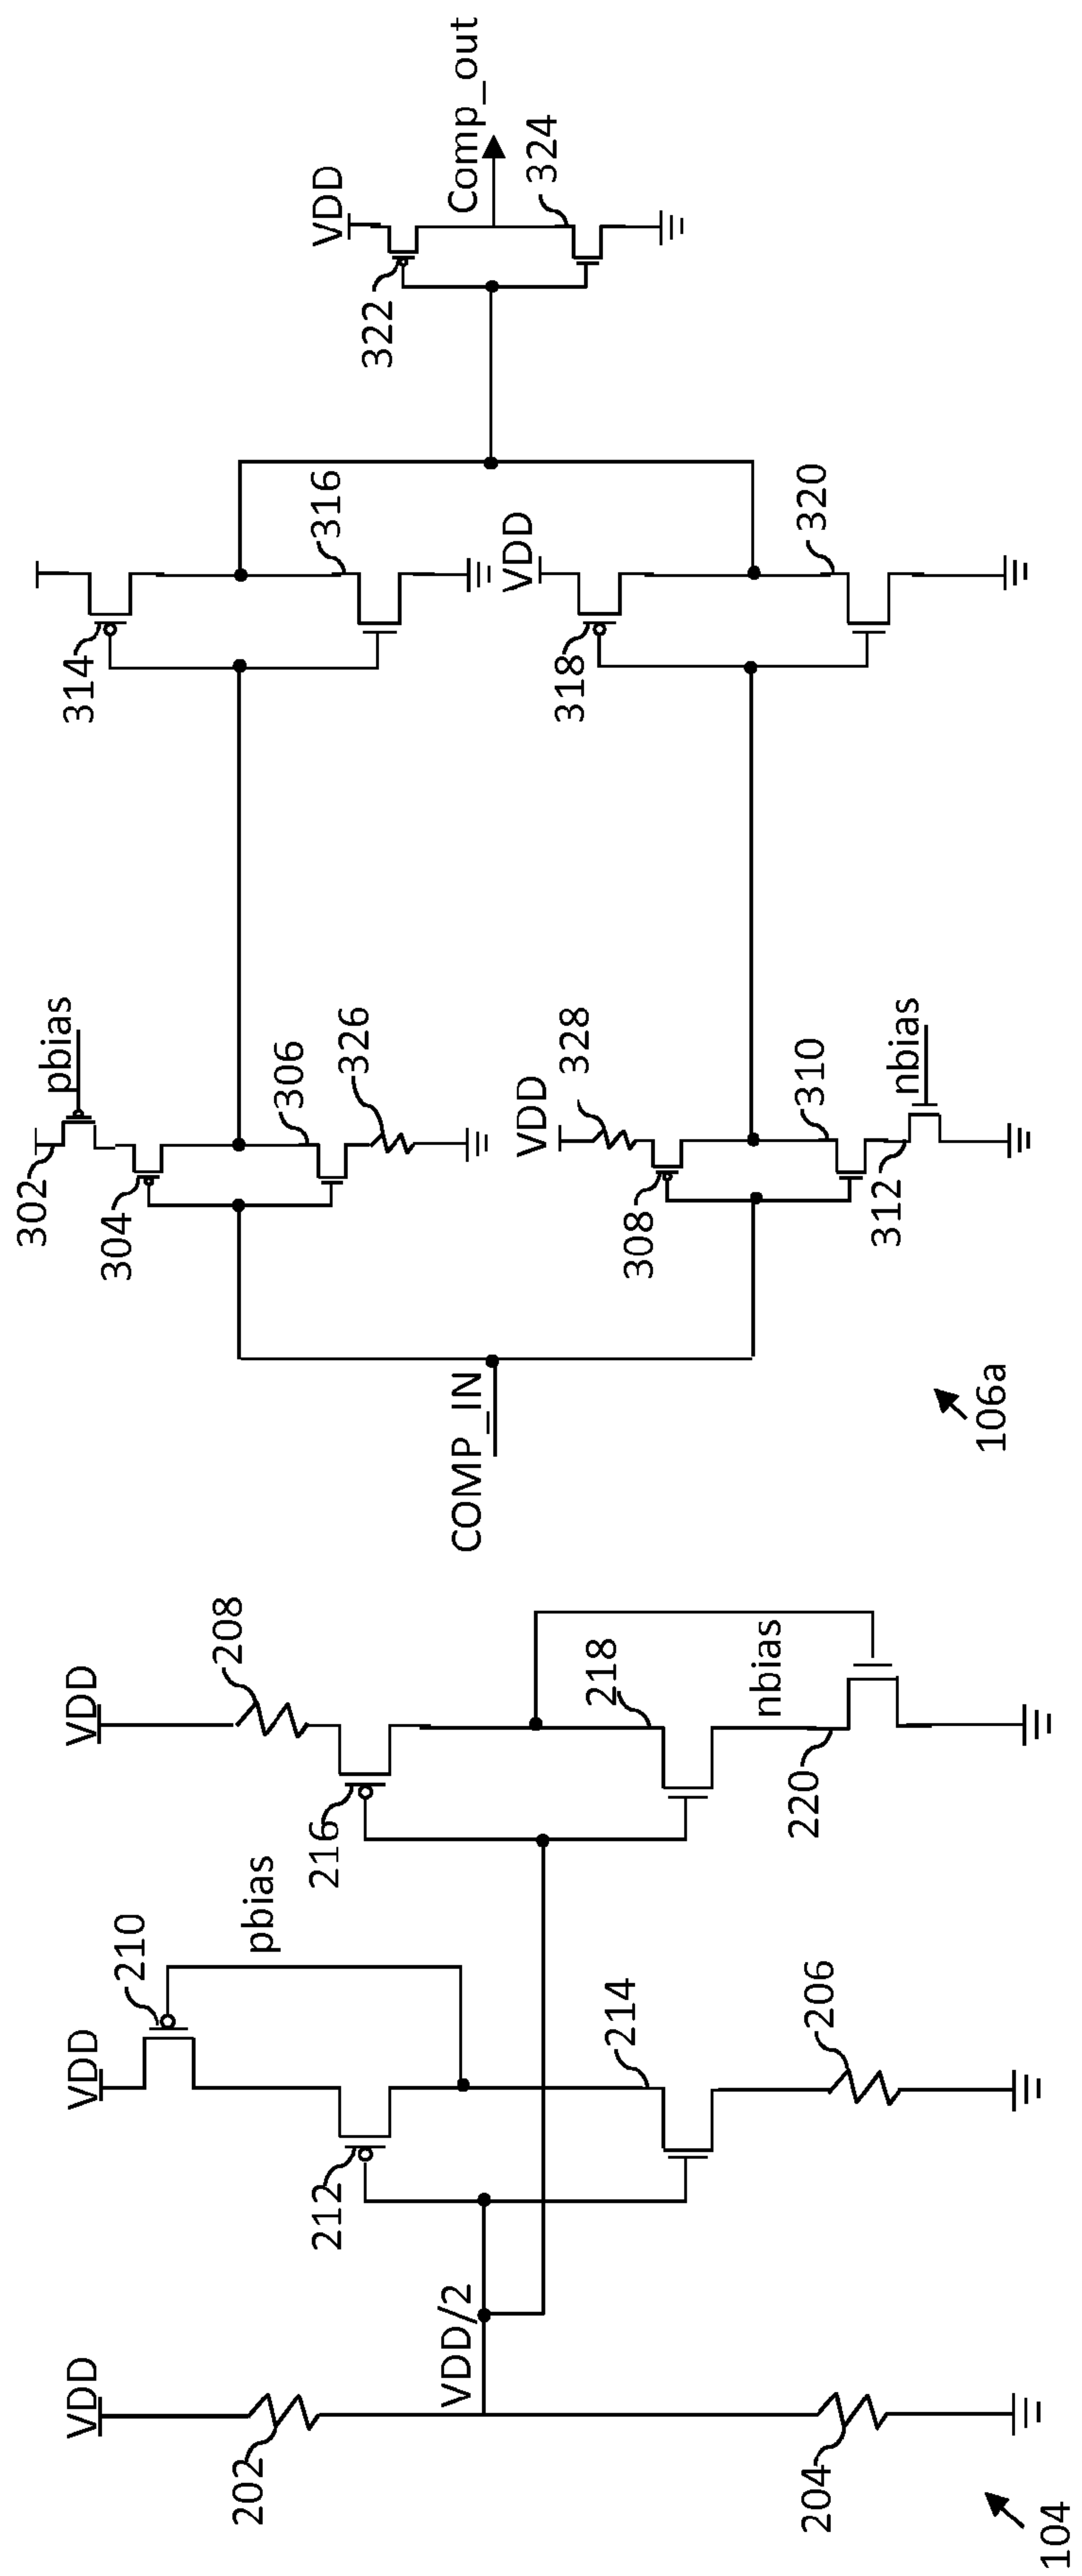 VDD
202
VDD/2
204
104
VDD
210
pbias
212
214
206
VDD
208
216
218
nbias
220
COMP_IN
106a
302
pbias
304
306
326
VDD
328
308
310
312
nbias
314
316
VDD
318
320
VDD
322
Comp_out
324